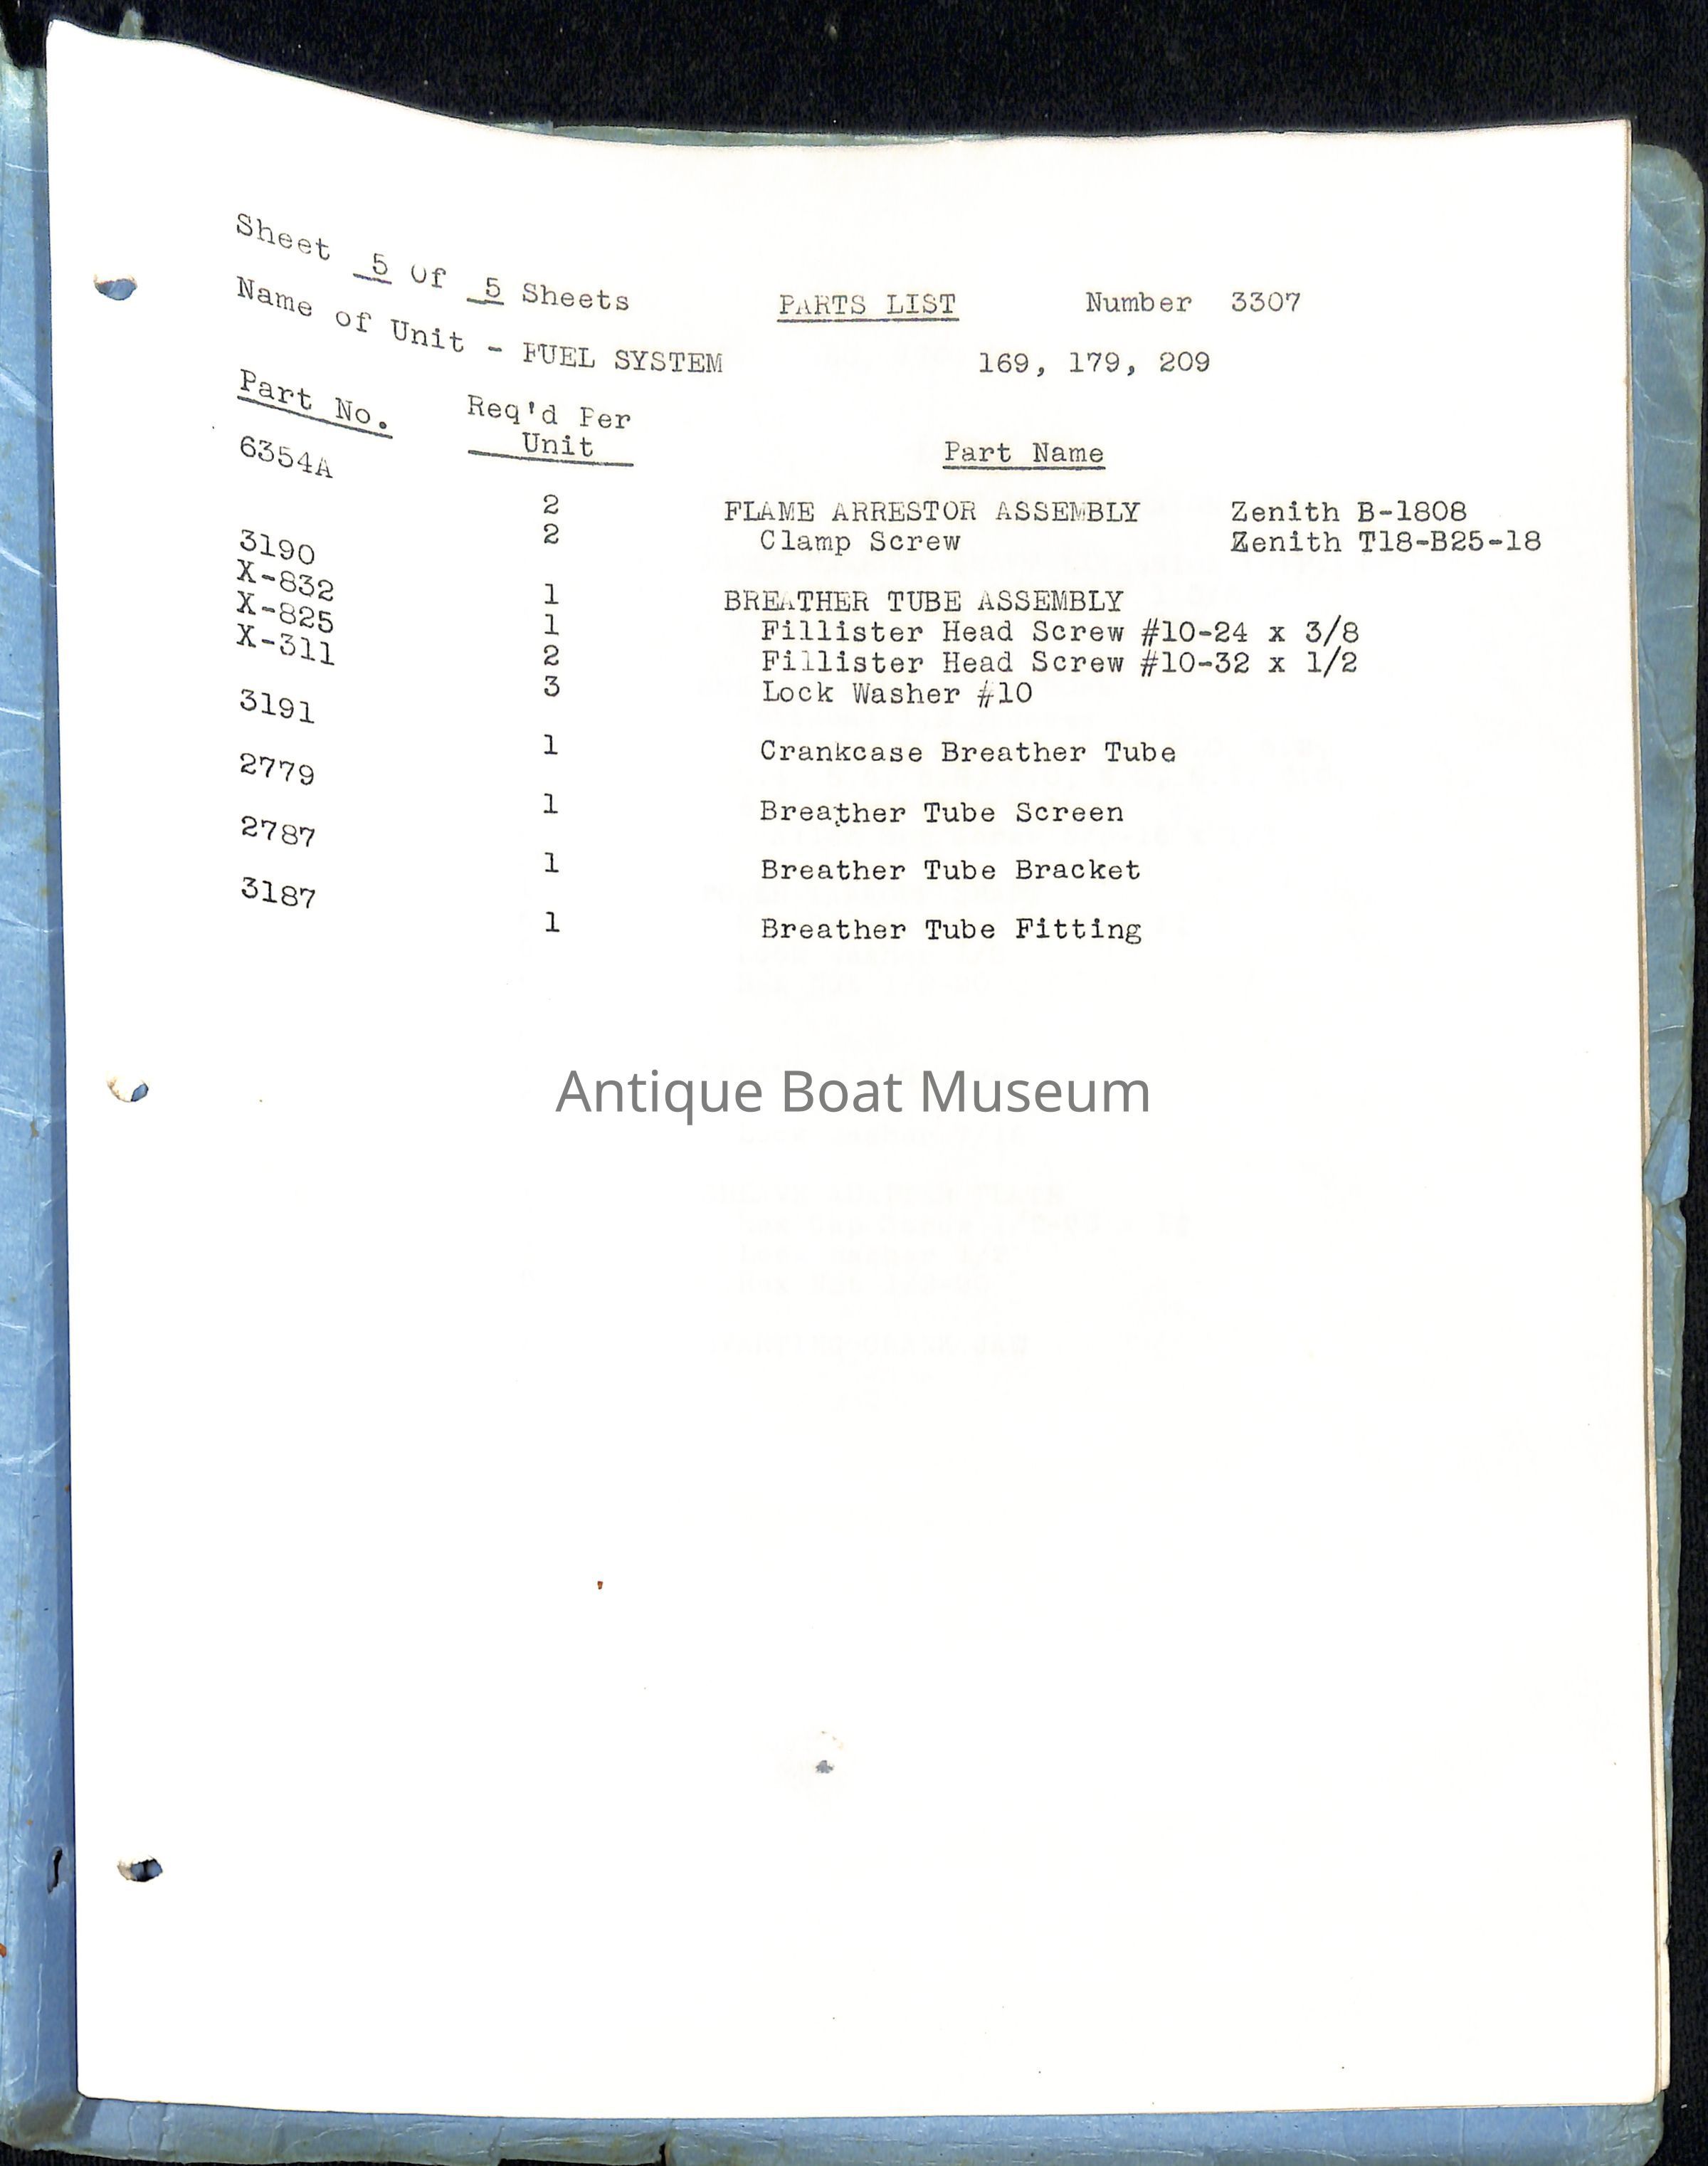 Sheet 5 of 5 Sheets PARTS LIST Number 3307
Name of Unit - FUEL SYSTEM 169, 179, 209
Part No. Req'd Per
Unit Part Name
6354A 2 FLAME ARRESTOR ASSEMBLY Zenith B-1808
2 Clamp Screw Zenith T18-B25-18
3190 1 BREATHER TUBE ASSEMBLY
X-832 1 Fillister Head Screw #10-24 x 3/8
X-825 2 Fillister Head Screw #10-32 x 1/2
X-311 3 Lock Washer #10
3191 1 Crankcase Breather Tube
2779 1 Breather Tube Screen
2787 1 Breather Tube Bracket
3187 1 Breather Tube Fitting
Antique Boat Museum